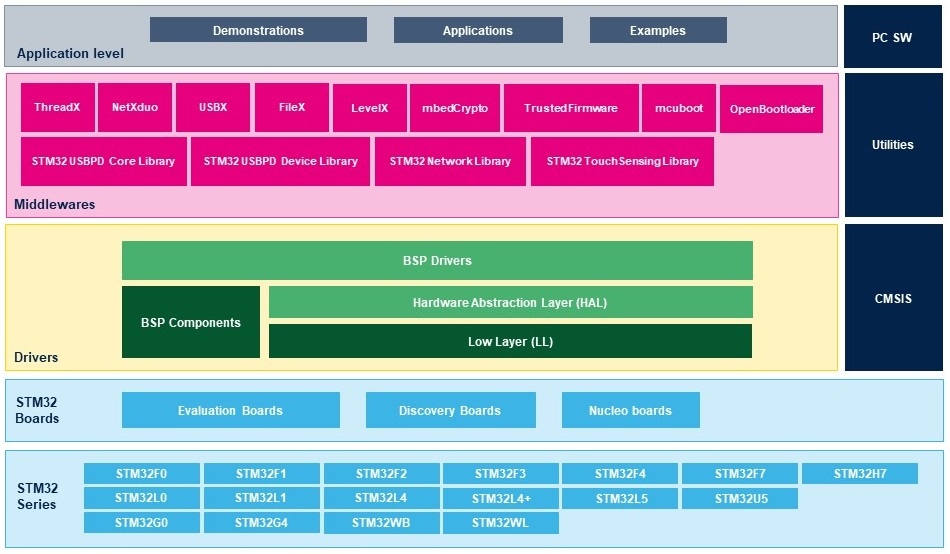 Demonstrations
Applications
Examples
Application level
PC SW
ThreadX
NetXduo
USBX
FileX
LevelX
mbedCrypto
TrustedFirmware
mcuboot
OpenBootloader
STM32 USBPD Core Library
STM32 USBPD Device Library
STM32 Network Library
STM32 TouchSensing Library
Middlewares
Utilities
BSP Drivers
BSP Components
Hardware Abstraction Layer (HAL)
Low Layer (LL)
Drivers
CMSIS
STM32
Boards
Evaluation Boards
Discovery Boards
Nucleo boards
STM32
Series
STM32F0
STM32F1
STM32F2
STM32F3
STM32F4
STM32F7
STM32H7
STM32L0
STM32L1
STM32L4
STM32L4+
STM32L5
STM32U5
STM32G0
STM32G4
STM32WB
STM32WL